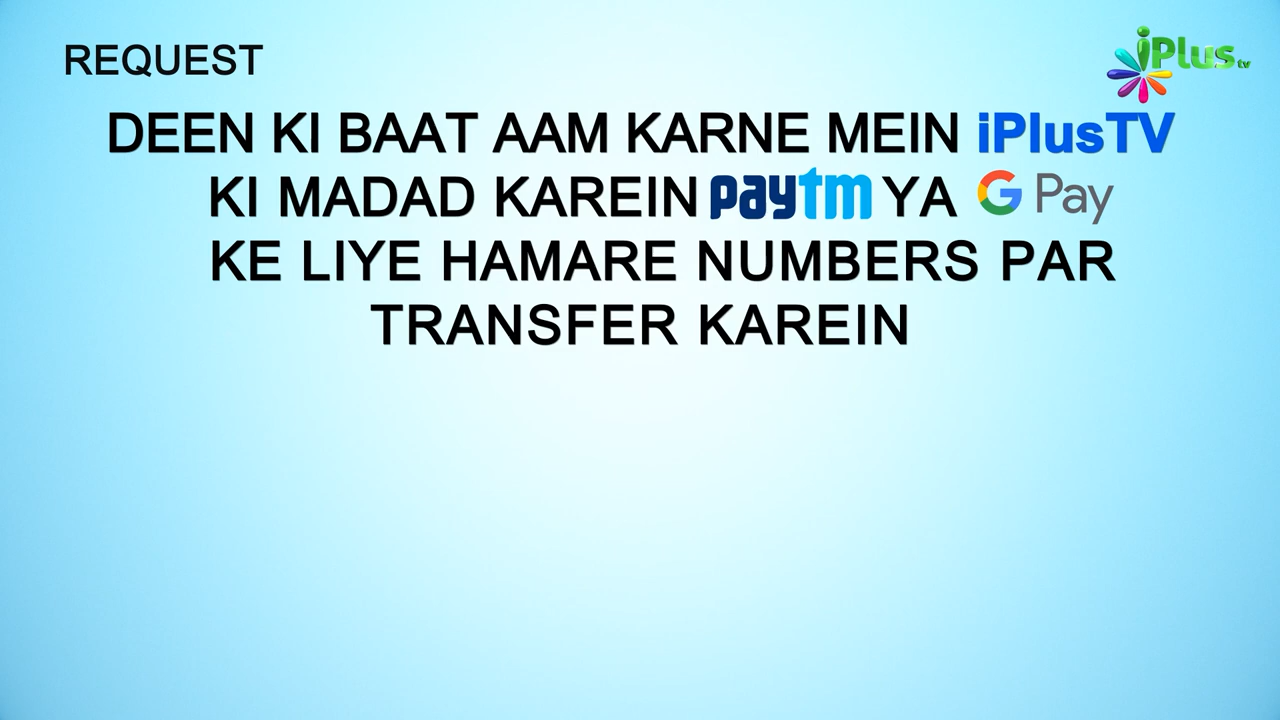 REQUEST
iPlus tv
DEEN KI BAAT AAM KARNE MEIN iPlusTV
KI MADAD KAREIN paytm YA G Pay
KE LIYE HAMARE NUMBERS PAR
TRANSFER KAREIN